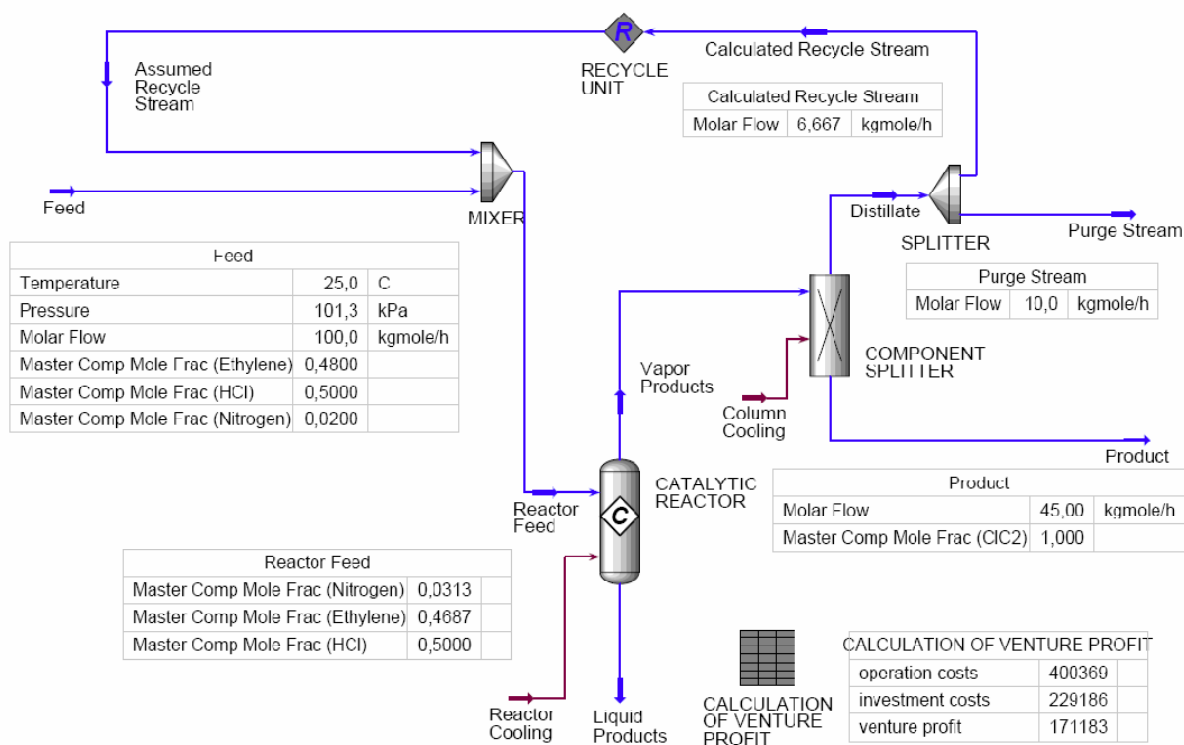 R
Calculated Recycle Stream
RECYCLE
UNIT
Assumed
Recycle
Stream
Calculated Recycle Stream
Molar Flow 6,667 kgmole/h
Feed
MIXER
Distillate
SPLITTER
Purge Stream
Purge Stream
Molar Flow 10,0 kgmole/h
Feed
Temperature 25,0 C
Pressure 101,3 kPa
Molar Flow 100,0 kgmole/h
Master Comp Mole Frac (Ethylene) 0,4800
Master Comp Mole Frac (HCl) 0,5000
Master Comp Mole Frac (Nitrogen) 0,0200
Vapor
Products
COMPONENT
SPLITTER
Column
Cooling
Product
CATALYTIC
REACTOR
C
Reactor
Feed
Product
Molar Flow 45,00 kgmole/h
Master Comp Mole Frac (ClC2) 1,000
Reactor Feed
Master Comp Mole Frac (Nitrogen) 0,0313
Master Comp Mole Frac (Ethylene) 0,4687
Master Comp Mole Frac (HCl) 0,5000
Reactor
Cooling
Liquid
Products
CALCULATION
OF VENTURE
PROFIT
CALCULATION OF VENTURE PROFIT
operation costs 400369
investment costs 229186
venture profit 171183